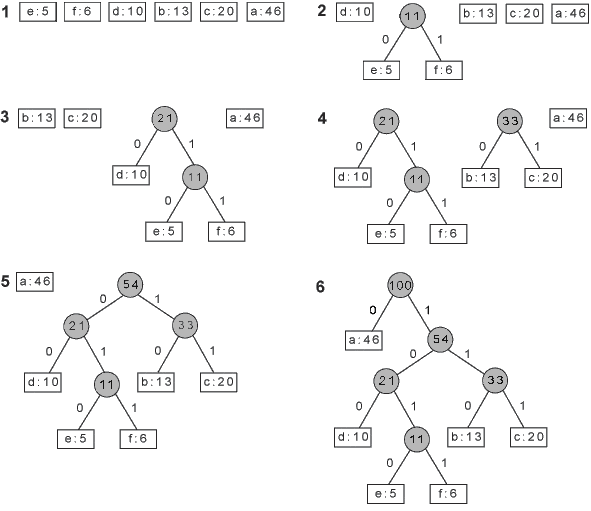 1 e:5 f:6 d:10 b:13 c:20 a:46
2 d:10 11 b:13 c:20 a:46
0 1
e:5 f:6
3 b:13 c:20 21 a:46
0 1
d:10 11
0 1
e:5 f:6
4 21 33 a:46
0 1 0 1
d:10 11 b:13 c:20
0 1
e:5 f:6
5 a:46 54
0 1
21 33
0 1 0 1
d:10 11 b:13 c:20
0 1
e:5 f:6
6 100
0 1
a:46 54
0 1
21 33
0 1 0 1
d:10 11 b:13 c:20
0 1
e:5 f:6